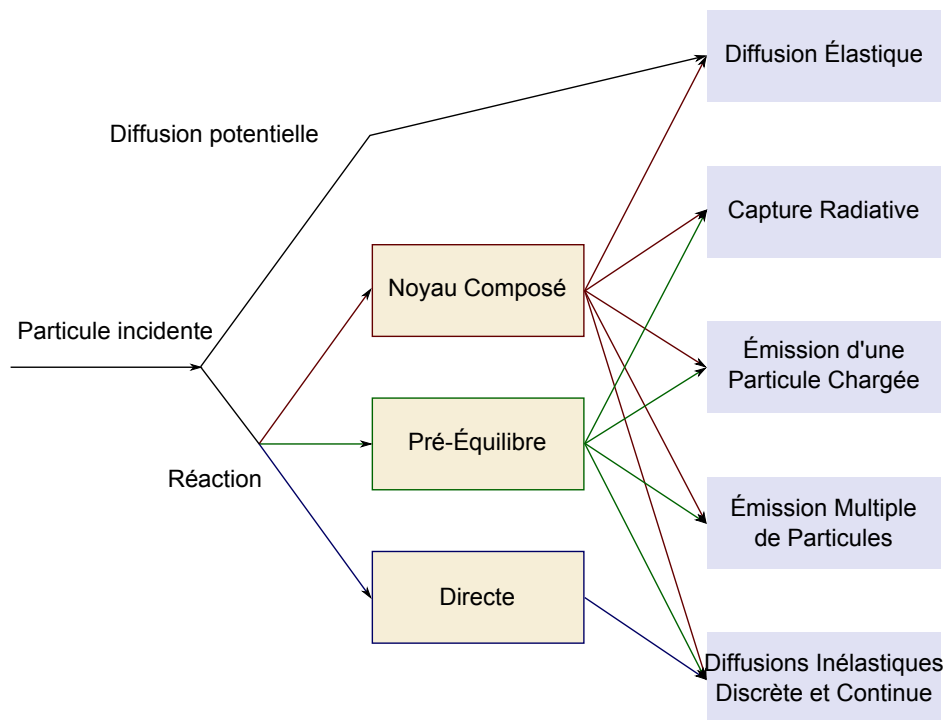 Diffusion Élastique
Diffusion potentielle
Capture Radiative
Noyau Composé
Particule incidente
Émission d'une
Particule Chargée
Pré-Équilibre
Réaction
Émission Multiple
de Particules
Directe
Diffusions Inélastiques
Discrète et Continue